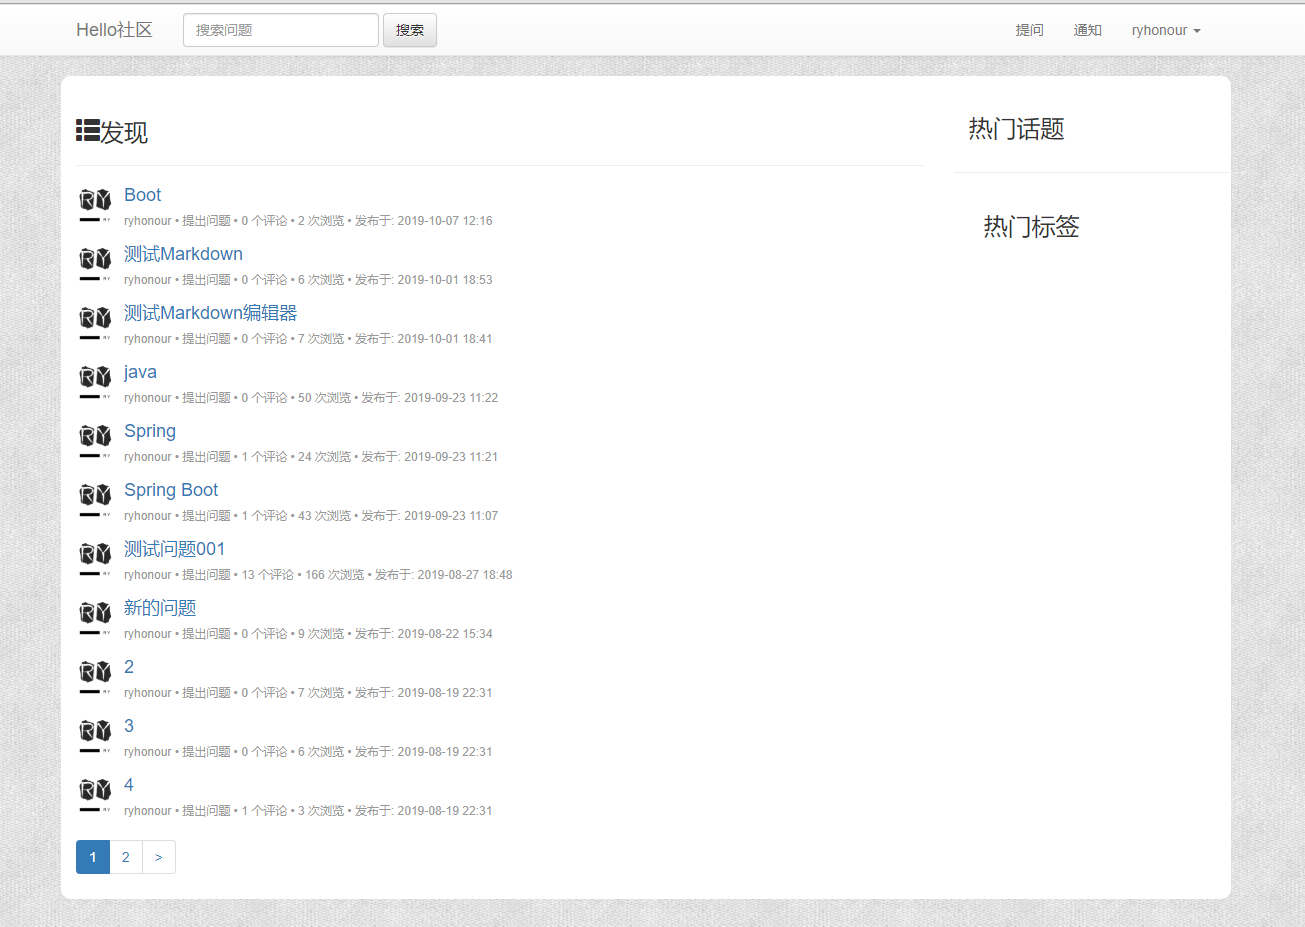 Hello社区 搜索问题 搜索 提问 通知 ryhonour
发现
Boot
ryhonour • 提出问题 • 0 个评论 • 2 次浏览 • 发布于: 2019-10-07 12:16
测试Markdown
ryhonour • 提出问题 • 0 个评论 • 6 次浏览 • 发布于: 2019-10-01 18:53
测试Markdown编辑器
ryhonour • 提出问题 • 0 个评论 • 7 次浏览 • 发布于: 2019-10-01 18:41
java
ryhonour • 提出问题 • 0 个评论 • 50 次浏览 • 发布于: 2019-09-23 11:22
Spring
ryhonour • 提出问题 • 1 个评论 • 24 次浏览 • 发布于: 2019-09-23 11:21
Spring Boot
ryhonour • 提出问题 • 1 个评论 • 43 次浏览 • 发布于: 2019-09-23 11:07
测试问题001
ryhonour • 提出问题 • 13 个评论 • 166 次浏览 • 发布于: 2019-08-27 18:48
新的问题
ryhonour • 提出问题 • 0 个评论 • 9 次浏览 • 发布于: 2019-08-22 15:34
2
ryhonour • 提出问题 • 0 个评论 • 7 次浏览 • 发布于: 2019-08-19 22:31
3
ryhonour • 提出问题 • 0 个评论 • 6 次浏览 • 发布于: 2019-08-19 22:31
4
ryhonour • 提出问题 • 1 个评论 • 3 次浏览 • 发布于: 2019-08-19 22:31
1 2 >
热门话题
热门标签
RY
RY
RY
RY
RY
RY
RY
RY
RY
RY
RY